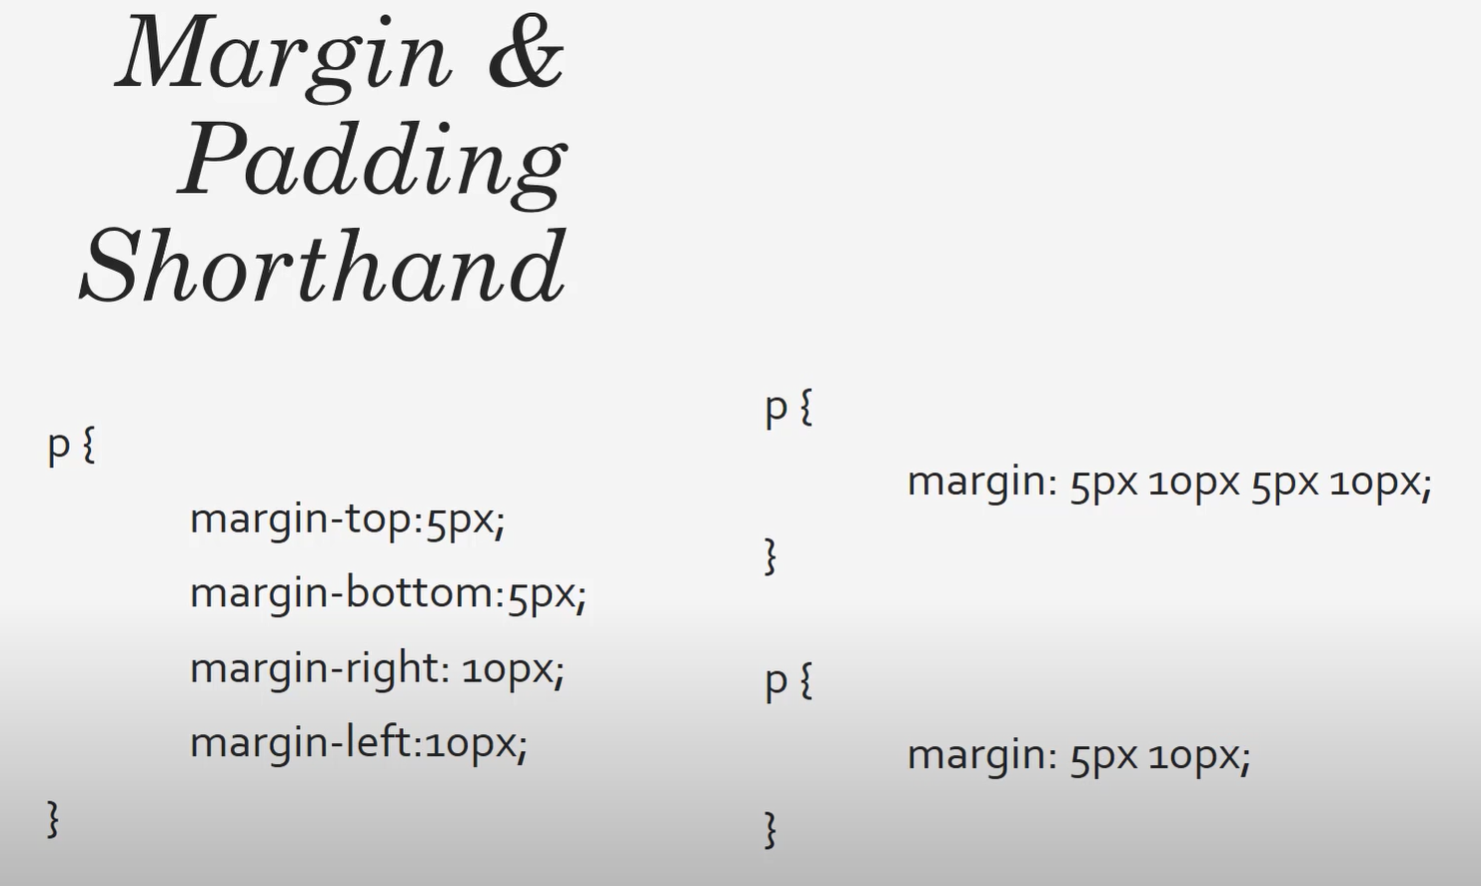 Margin &
Padding
Shorthand
p {
margin-top:5px;
margin-bottom:5px;
margin-right: 10px;
margin-left:10px;
}
p {
margin: 5px 10px 5px 10px;
}
p {
margin: 5px 10px;
}